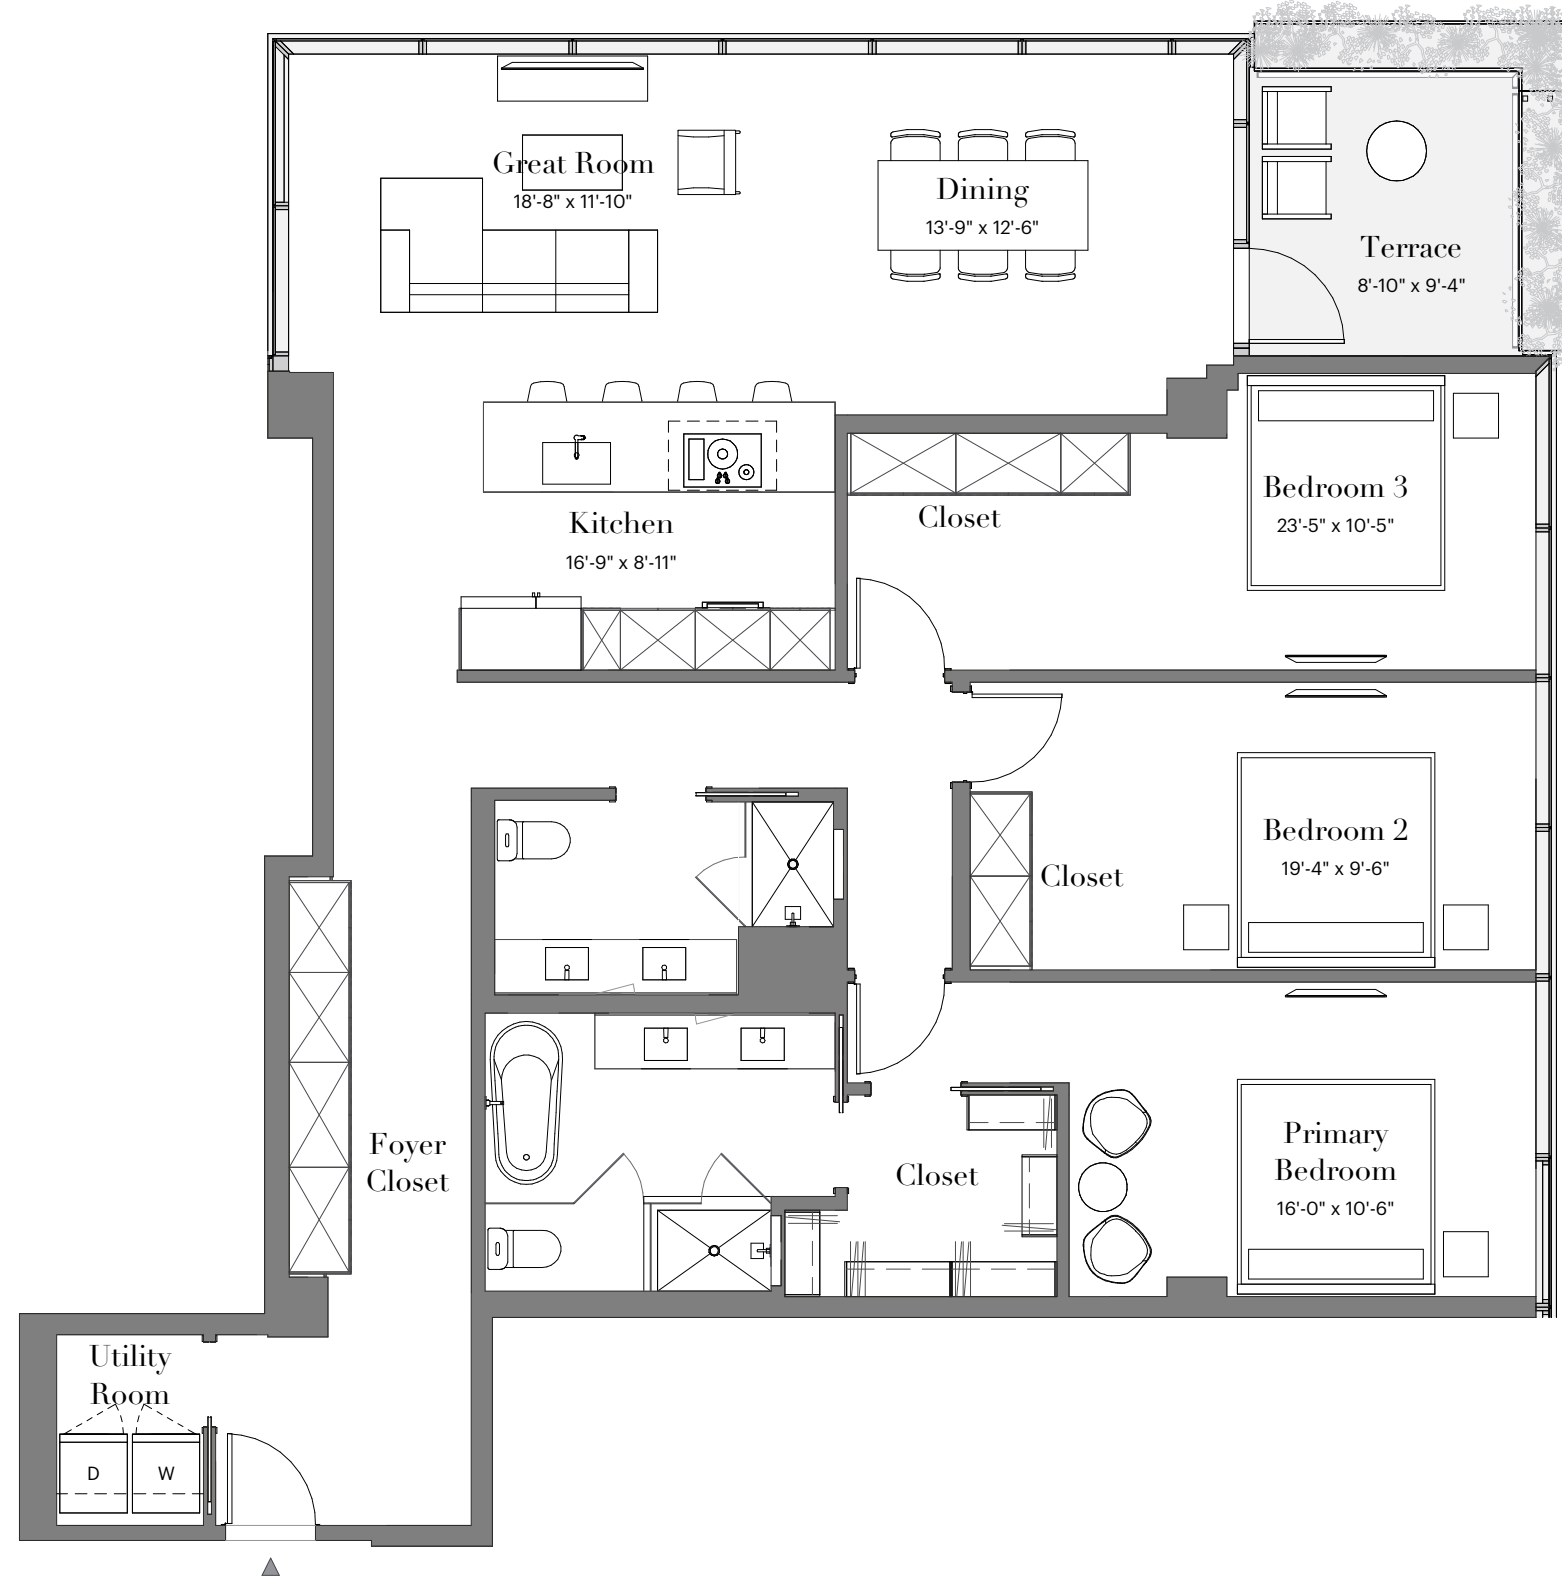 Great Room
18'-8" x 11'-10"
Dining
13'-9" x 12'-6"
Terrace
8'-10" x 9'-4"
Kitchen
16'-9" x 8'-11"
Closet
Bedroom 3
23'-5" x 10'-5"
Bedroom 2
19'-4" x 9'-6"
Closet
Foyer
Closet
Closet
Primary
Bedroom
16'-0" x 10'-6"
Utility
Room
D
W